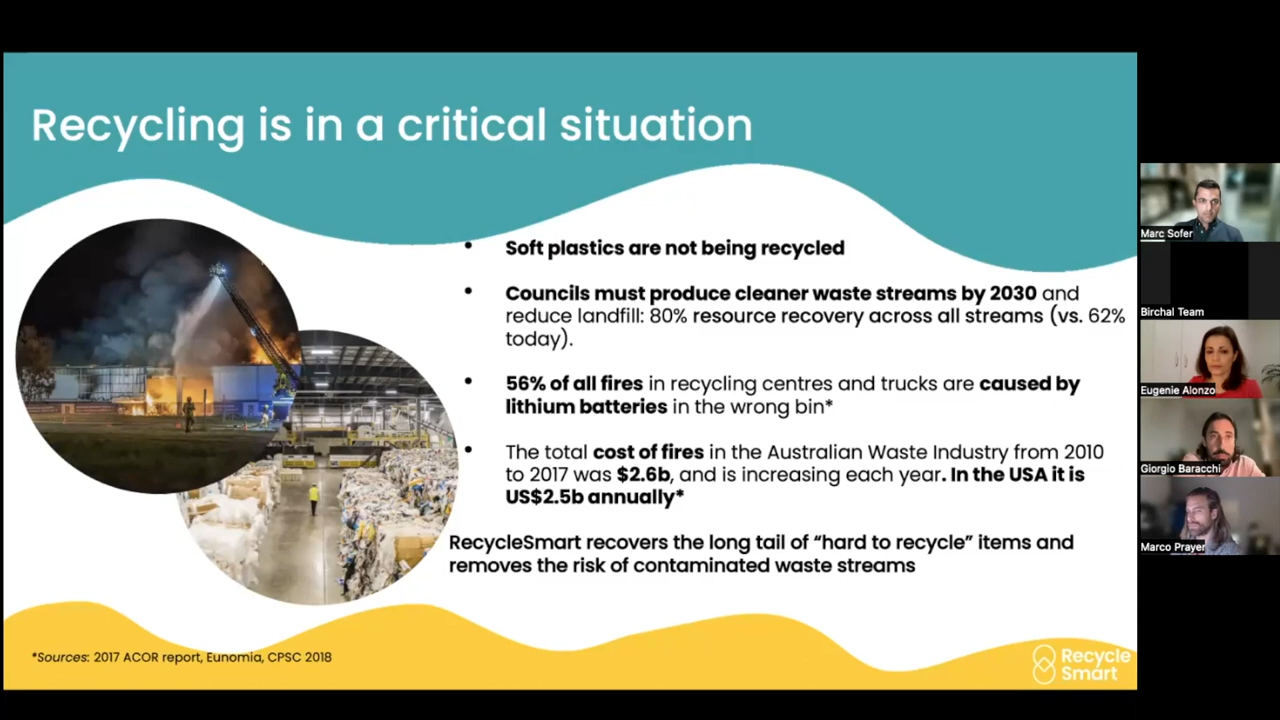 Recycling is in a critical situation
• Soft plastics are not being recycled
• Councils must produce cleaner waste streams by 2030 and
reduce landfill: 80% resource recovery across all streams (vs. 62%
today).
• 56% of all fires in recycling centres and trucks are caused by
lithium batteries in the wrong bin*
• The total cost of fires in the Australian Waste Industry from 2010
to 2017 was $2.6b, and is increasing each year. In the USA it is
US$2.5b annually*
RecycleSmart recovers the long tail of “hard to recycle” items and
removes the risk of contaminated waste streams
*Sources: 2017 ACOR report, Eunomia, CPSC 2018
Recycle
Smart
Marc Sofer
Birchal Team
Eugenie Alonzo
Giorgio Baracchi
Marco Prayer